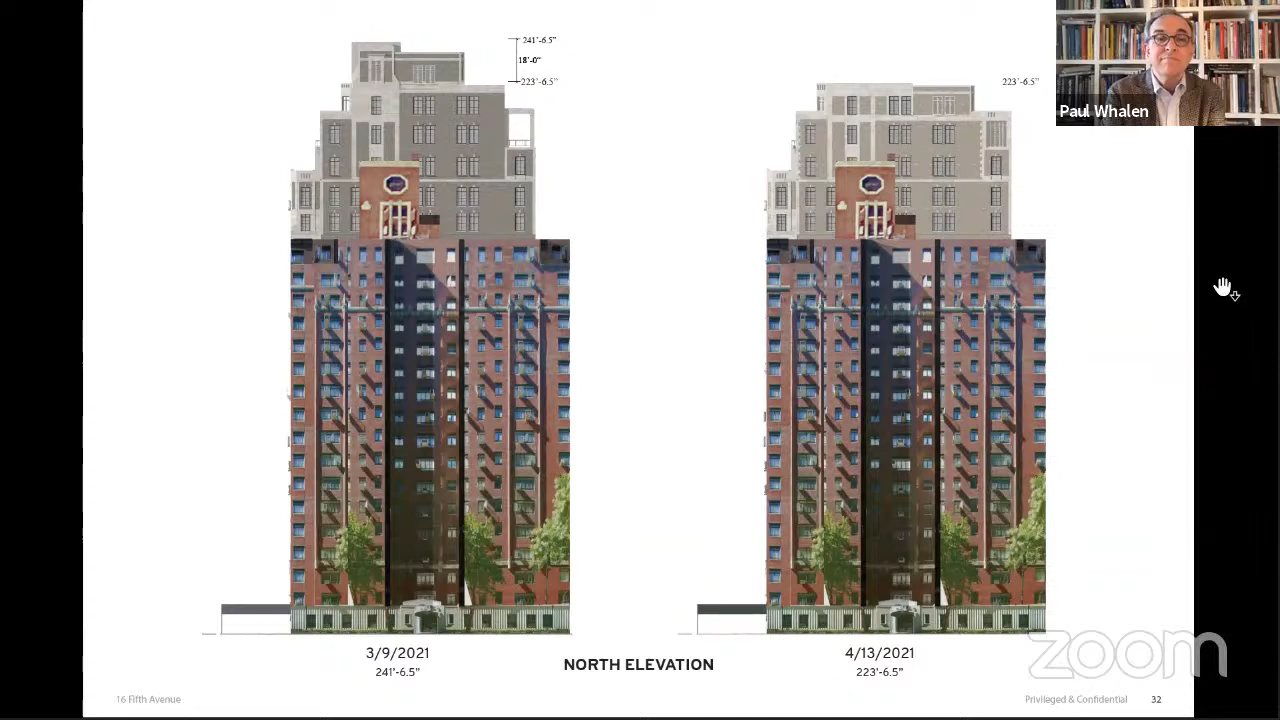 241'-6.5"
18'-0"
223'-6.5"
223'-6.5"
Paul Whalen
3/9/2021
241'-6.5"
NORTH ELEVATION
4/13/2021
223'-6.5"
zoom
16 Fifth Avenue
Privileged & Confidential 32